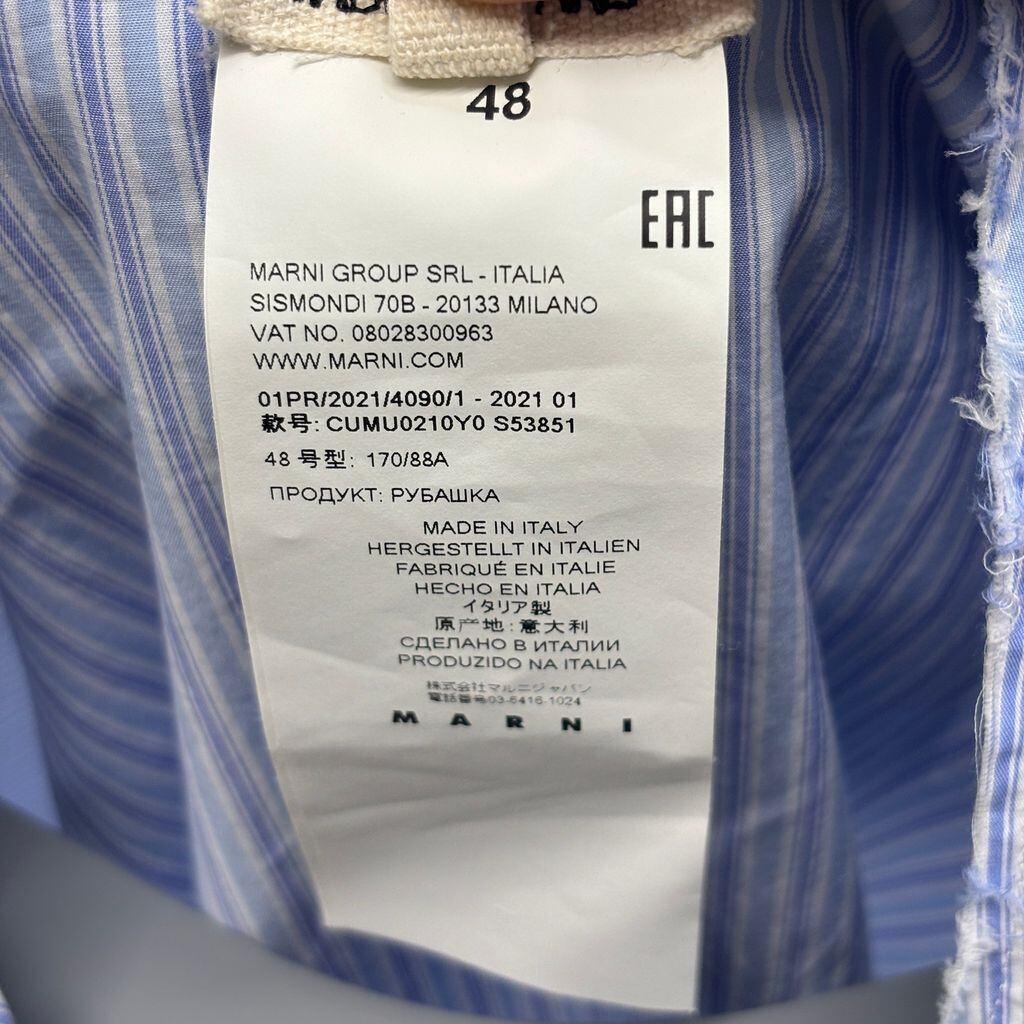 48
EAC
MARNI GROUP SRL - ITALIA
SISMONDI 70B - 20133 MILANO
VAT NO. 08028300963
WWW.MARNI.COM
01PR/2021/4090/1 - 2021 01
款号: CUMU0210Y0 S53851
48 号型: 170/88A
ПРОДУКТ: РУБАШКА
MADE IN ITALY
HERGESTELLT IN ITALIEN
FABRIQUÉ EN ITALIE
HECHO EN ITALIA
イタリア製
原产地: 意大利
СДЕЛАНО В ИТАЛИИ
PRODUZIDO NA ITALIA
株式会社マルニジャパン
電話番号03-5416-1024
MARNI